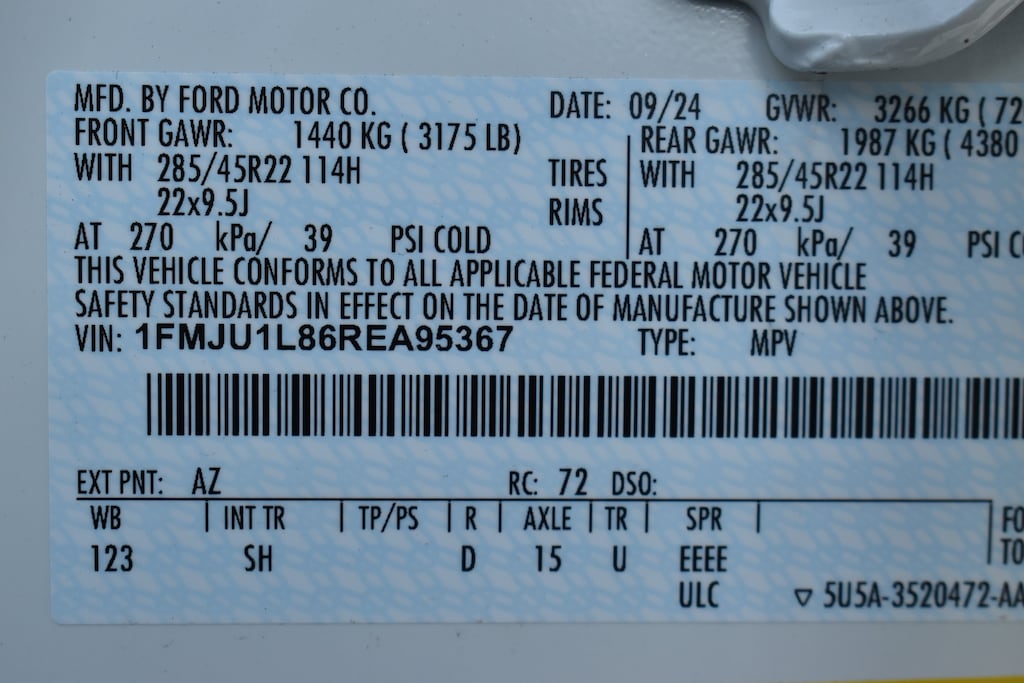 MFD. BY FORD MOTOR CO. DATE: 09/24 GVWR: 3266 KG ( 72
FRONT GAWR: 1440 KG ( 3175 LB) REAR GAWR: 1987 KG ( 4380
WITH 285/45R22 114H TIRES WITH 285/45R22 114H
22x9.5J RIMS 22x9.5J
AT 270 kPa/ 39 PSI COLD AT 270 kPa/ 39 PSI C
THIS VEHICLE CONFORMS TO ALL APPLICABLE FEDERAL MOTOR VEHICLE
SAFETY STANDARDS IN EFFECT ON THE DATE OF MANUFACTURE SHOWN ABOVE.
VIN: 1FMJU1L86REA95367 TYPE: MPV
EXT PNT: AZ RC: 72 DSO:
WB INT TR TP/PS R AXLE TR SPR FO
123 SH D 15 U EEEE TO
ULC ▽ 5U5A-3520472-AA